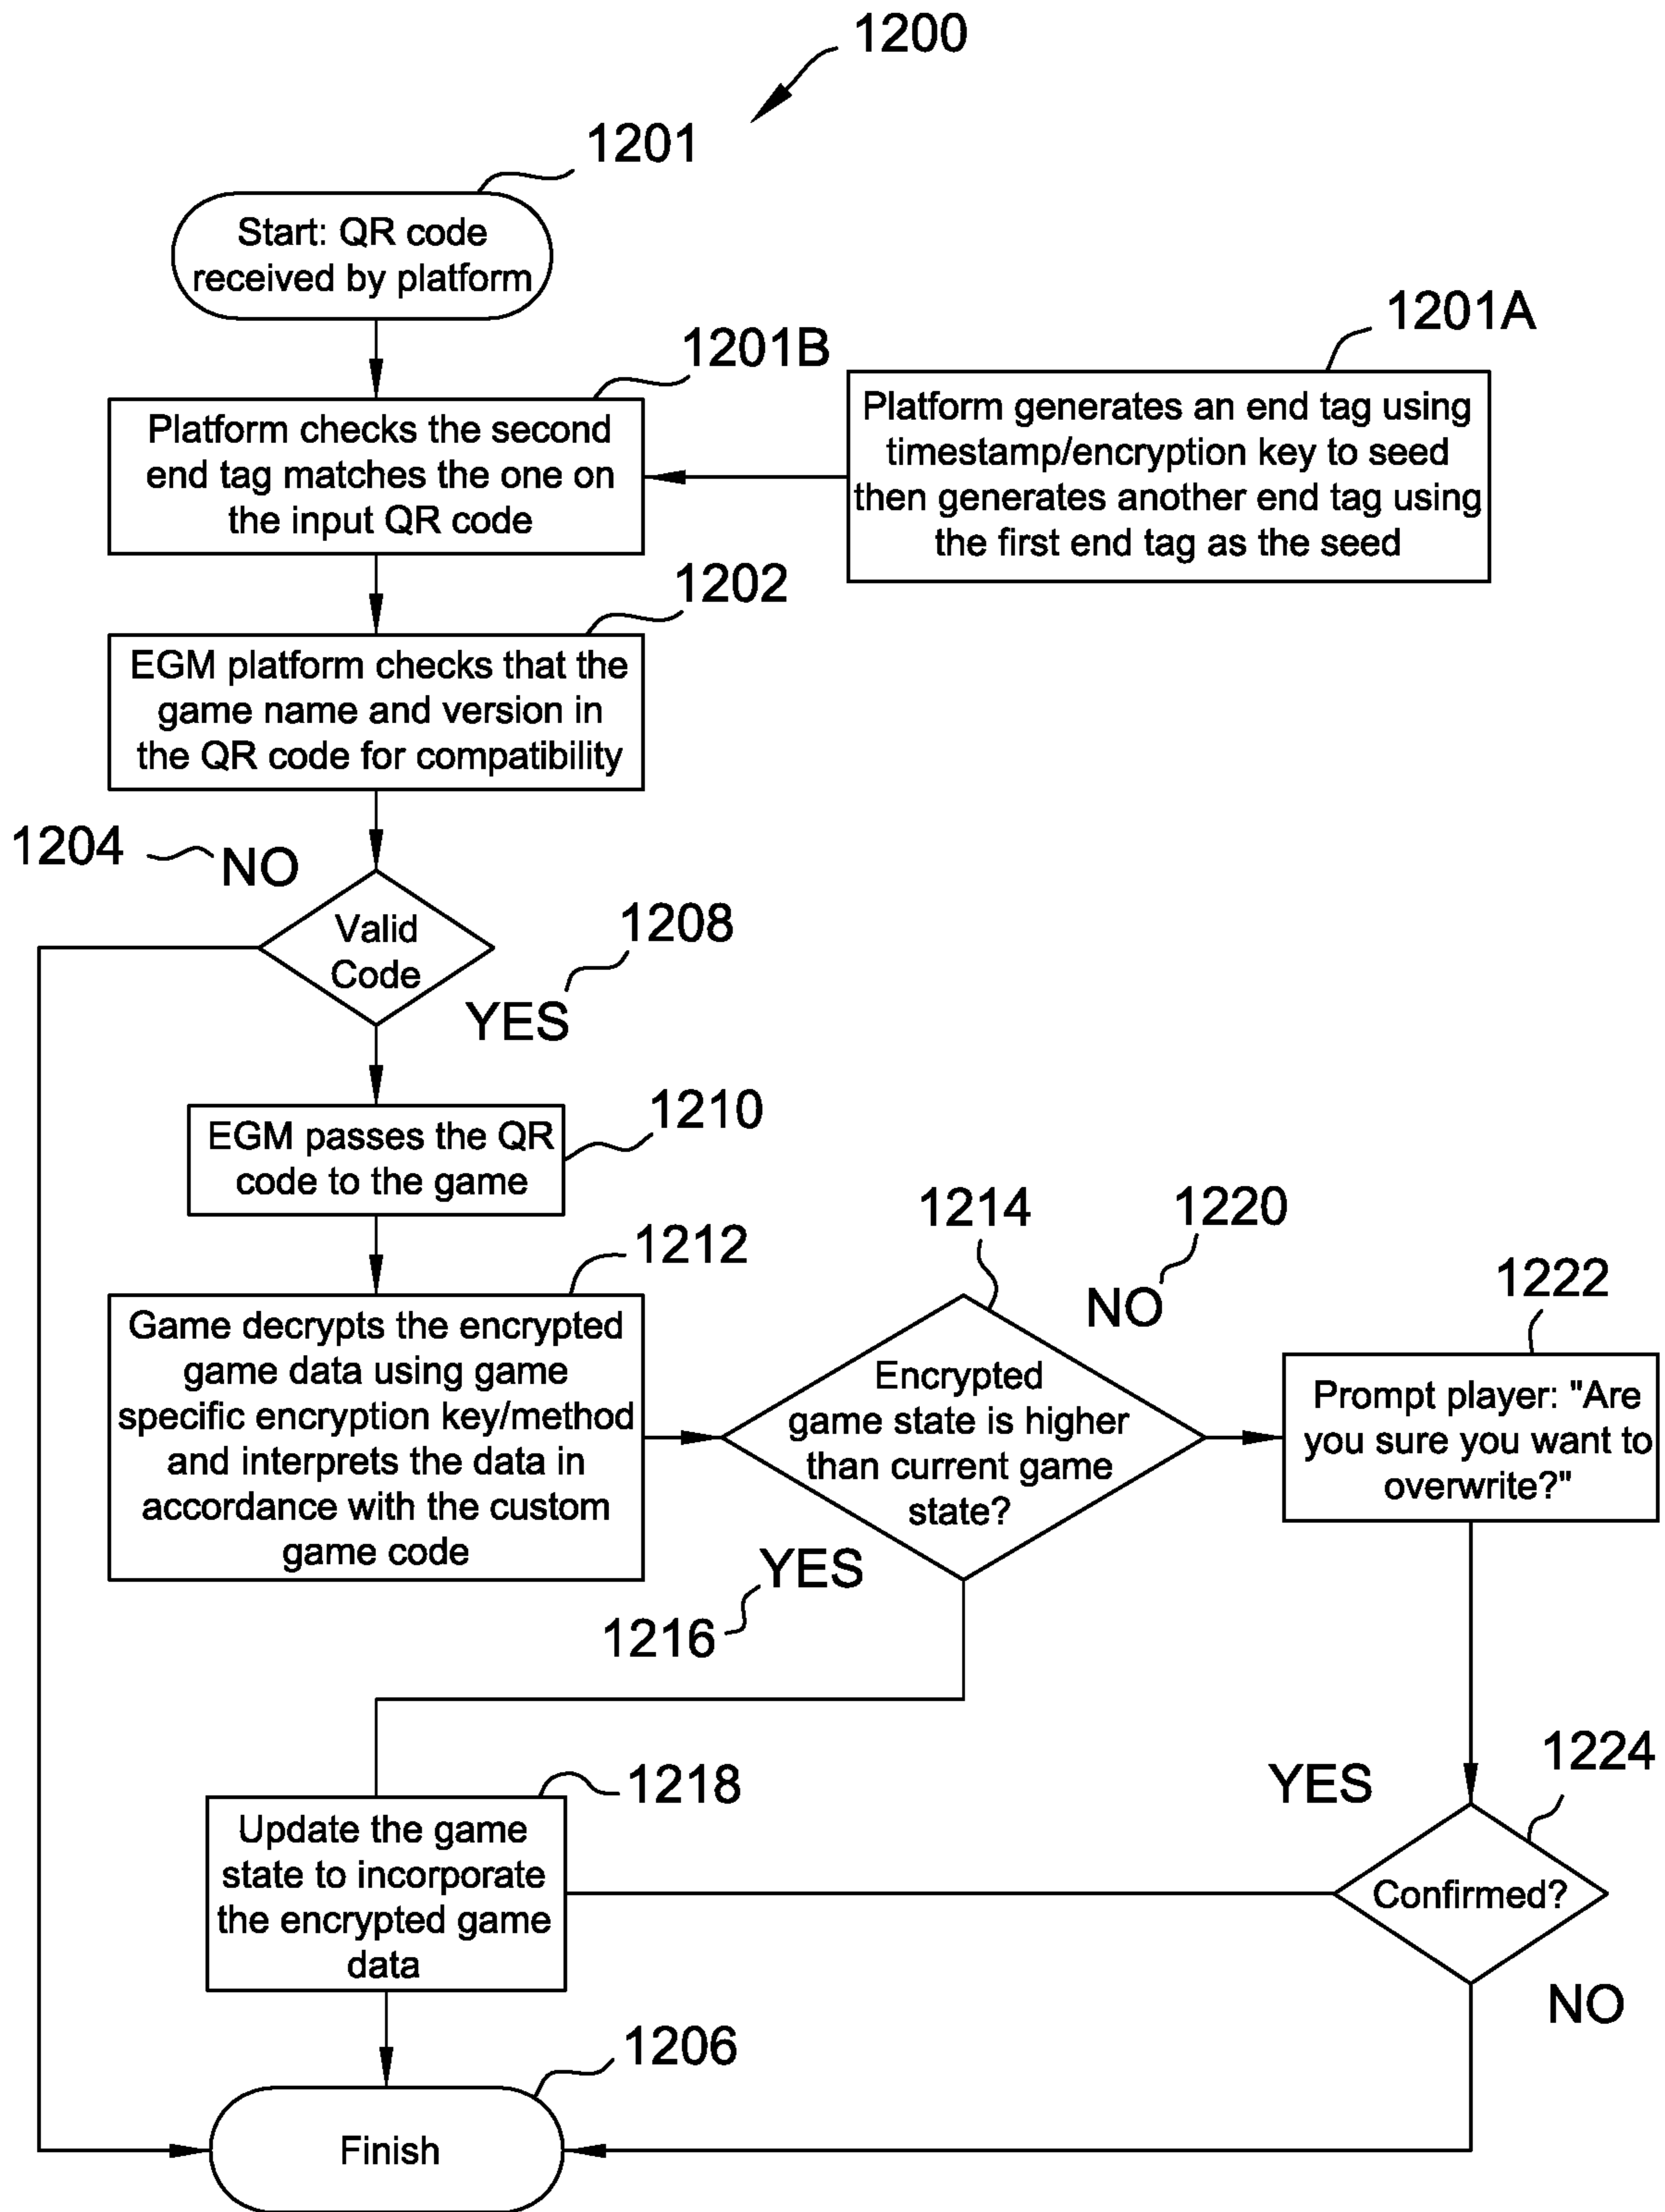 1200
1201
Start: QR code
received by platform
1201A
1201B
Platform generates an end tag using
timestamp/encryption key to seed
then generates another end tag using
the first end tag as the seed
Platform checks the second
end tag matches the one on
the input QR code
1202
EGM platform checks that the
game name and version in
the QR code for compatibility
1204
NO
Valid
Code
1208
YES
1210
EGM passes the QR
code to the game
1212
Game decrypts the encrypted
game data using game
specific encryption key/method
and interprets the data in
accordance with the custom
game code
1214
1220
NO
Encrypted
game state is higher
than current game
state?
1222
Prompt player: "Are
you sure you want to
overwrite?"
YES
1216
1218
Update the game
state to incorporate
the encrypted game
data
YES
1224
Confirmed?
NO
1206
Finish